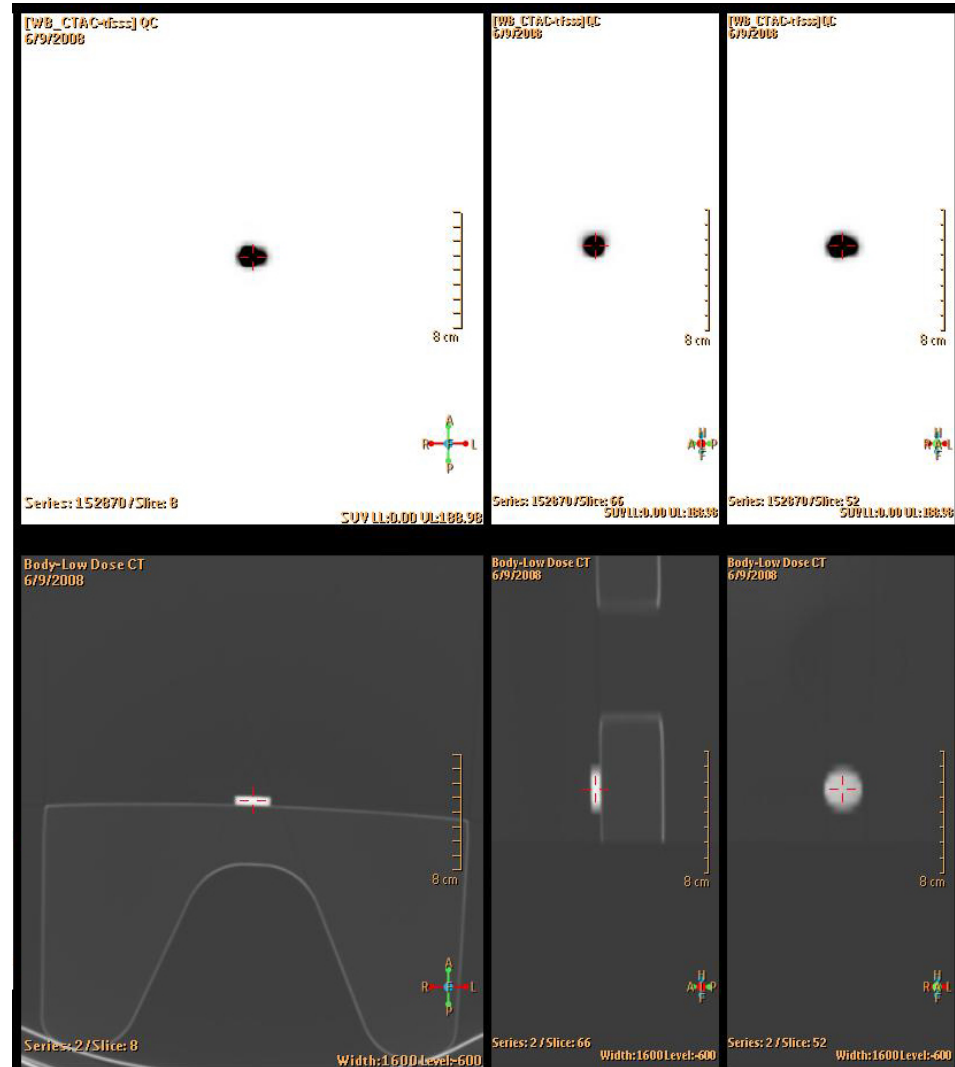 [WB_CTAC-tfsss] QC
6/9/2008
8 cm
A
R L
P
Series: 152870 / Slice: 8
SUV LL:0.00 UL:188.98
[WB_CTAC-tfsss] QC
6/9/2008
8 cm
H
A P
F
Series: 152870 / Slice: 66
SUV LL:0.00 UL:188.98
[WB_CTAC-tfsss] QC
6/9/2008
8 cm
H
R A L
F
Series: 152870 / Slice: 52
SUV LL:0.00 UL:188.98
Body-Low Dose CT
6/9/2008
8 cm
A
R F L
P
Series: 2 / Slice: 8
Width:1600 Level:-600
Body-Low Dose CT
6/9/2008
8 cm
H
A L P
F
Series: 2 / Slice: 66
Width:1600 Level:-600
Body-Low Dose CT
6/9/2008
8 cm
H
R A L
F
Series: 2 / Slice: 52
Width:1600 Level:-600